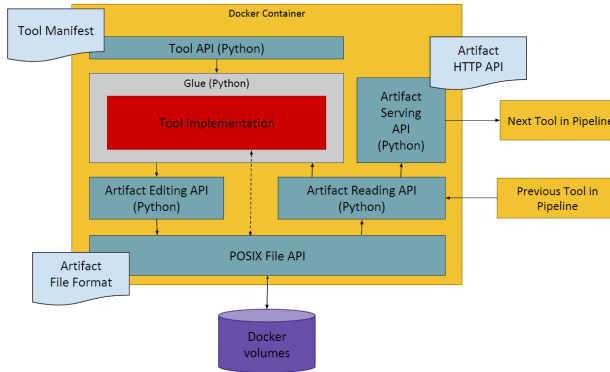 Docker Container
Tool Manifest
Tool API (Python)
Artifact
HTTP API
Glue (Python)
Tool Implementation
Artifact
Serving
API
(Python)
Next Tool in Pipeline
Artifact Editing API
(Python)
Artifact Reading API
(Python)
Previous Tool in
Pipeline
POSIX File API
Artifact
File Format
Docker
volumes